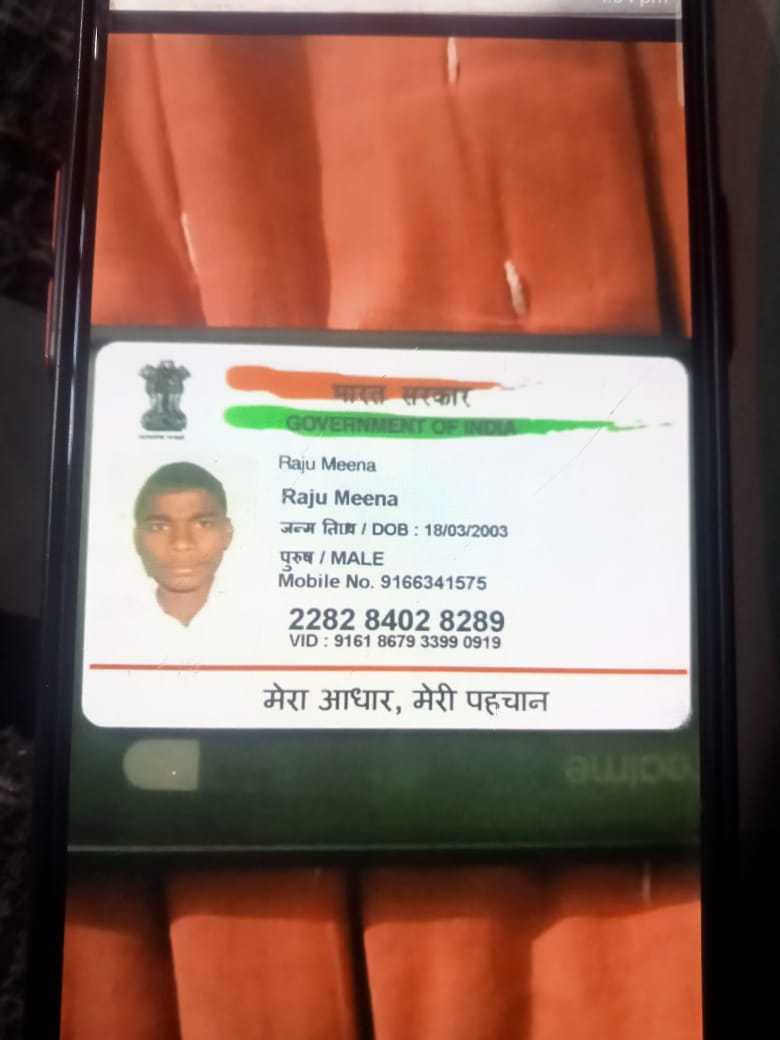 भारत सरकार
GOVERNMENT OF INDIA
Raju Meena
Raju Meena
जन्म तिथि / DOB : 18/03/2003
पुरुष / MALE
Mobile No. 9166341575
2282 8402 8289
VID : 9161 8679 3399 0919
मेरा आधार, मेरी पहचान
realme